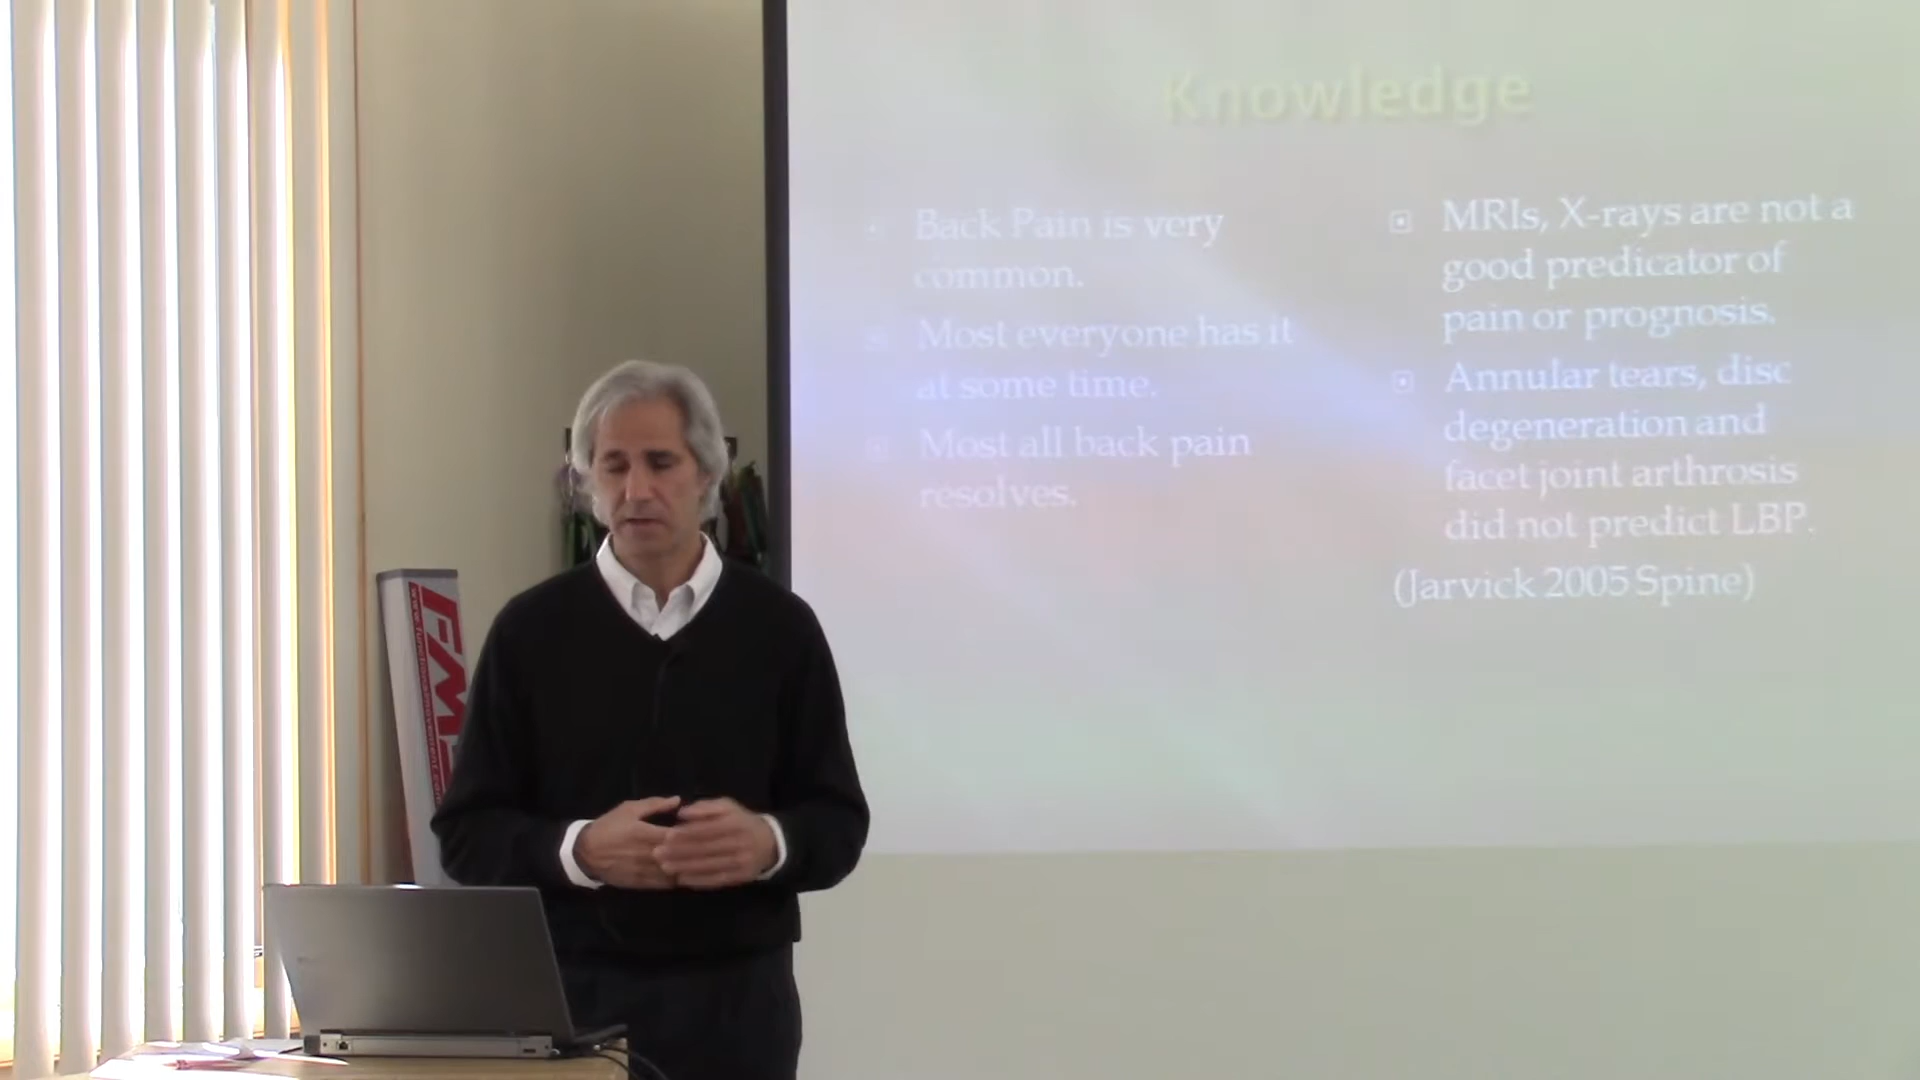 Knowledge
Back Pain is very
common.
Most everyone has it
at some time.
Most all back pain
resolves.
MRIs, X-rays are not a
good predicator of
pain or prognosis.
Annular tears, disc
degeneration and
facet joint arthrosis
did not predict LBP.
(Jarvick 2005 Spine)
FM